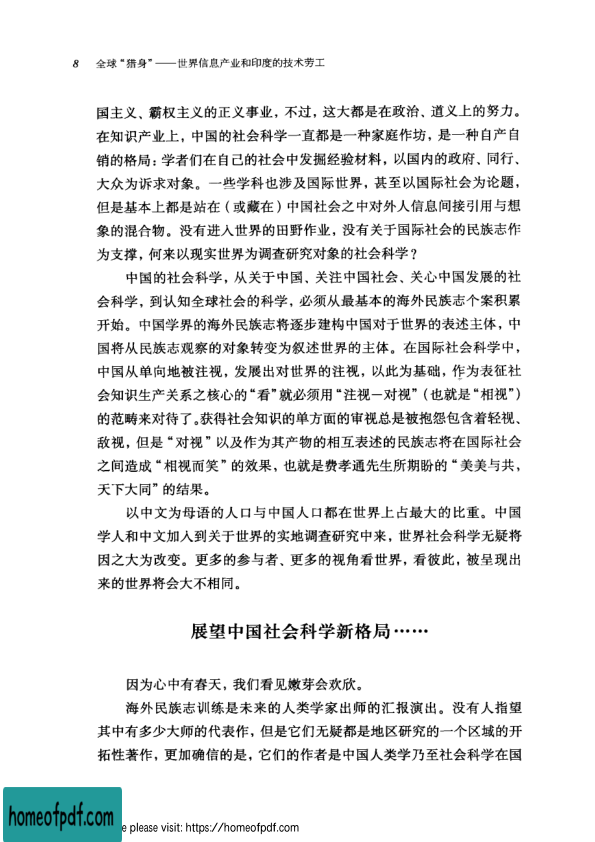 8 全球“猎身”——世界信息产业和印度的技术劳工
国主义、霸权主义的正义事业，不过，这大都是在政治、道义上的努力。
在知识产业上，中国的社会科学一直都是一种家庭作坊，是一种自产自
销的格局：学者们在自己的社会中发掘经验材料，以国内的政府、同行、
大众为诉求对象。一些学科也涉及国际世界，甚至以国际社会为论题，
但是基本上都是站在（或藏在）中国社会之中对外人信息间接引用与想
象的混合物。没有进入世界的田野作业，没有关于国际社会的民族志作
为支撑，何来以现实世界为调查研究对象的社会科学？
中国的社会科学，从关于中国、关注中国社会、关心中国发展的社
会科学，到认知全球社会的科学，必须从最基本的海外民族志个案积累
开始。中国学界的海外民族志将逐步建构中国对于世界的表述主体，中
国将从民族志观察的对象转变为叙述世界的主体。在国际社会科学中，
中国从单向地被注视，发展出对世界的注视，以此为基础，作为表征社
会知识生产关系之核心的“看”就必须用“注视－对视”（也就是“相视”）
的范畴来对待了。获得社会知识的单方面的审视总是被抱怨包含着轻视、
敌视，但是“对视”以及作为其产物的相互表述的民族志将在国际社会
之间造成“相视而笑”的效果，也就是费孝通先生所期盼的“美美与共，
天下大同”的结果。
以中文为母语的人口与中国人口都在世界上占最大的比重。中国
学人和中文加入到关于世界的实地调查研究中来，世界社会科学无疑将
因之大为改变。更多的参与者、更多的视角看世界，看彼此，被呈现出
来的世界将会大不相同。
展望中国社会科学新格局……
因为心中有春天，我们看见嫩芽会欢欣。
海外民族志训练是未来的人类学家出师的汇报演出。没有人指望
其中有多少大师的代表作，但是它们无疑都是地区研究的一个区域的开
拓性著作，更加确信的是，它们的作者是中国人类学乃至社会科学在国
homeofpdf.com
e please visit: https://homeofpdf.com